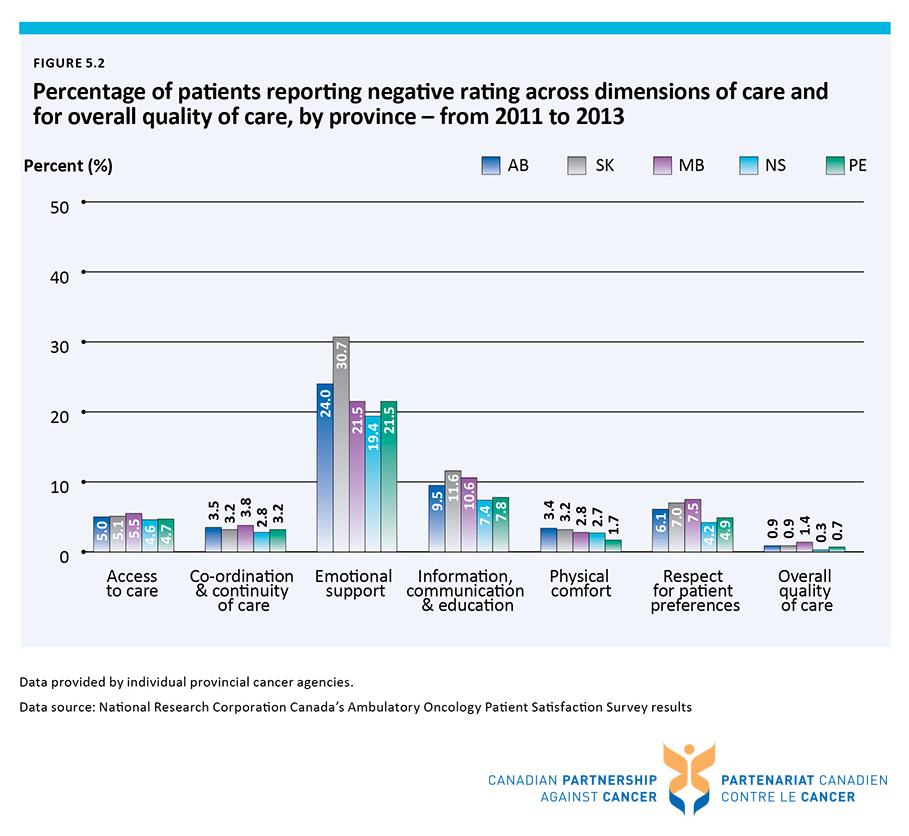 FIGURE 5.2
Percentage of patients reporting negative rating across dimensions of care and
for overall quality of care, by province – from 2011 to 2013
Percent (%)
AB SK MB NS PE
50
40
30
20
10
0
5.0 5.1 5.5 4.6 4.7
3.5 3.2 3.8 2.8 3.2
24.0 30.7 21.5 19.4 21.5
9.5 11.6 10.6 7.4 7.8
3.4 3.2 2.8 2.7 1.7
6.1 7.0 7.5 4.2 4.9
0.9 0.9 1.4 0.3 0.7
Access
to care
Co-ordination
& continuity
of care
Emotional
support
Information,
communication
& education
Physical
comfort
Respect
for patient
preferences
Overall
quality
of care
Data provided by individual provincial cancer agencies.
Data source: National Research Corporation Canada’s Ambulatory Oncology Patient Satisfaction Survey results
CANADIAN PARTNERSHIP
AGAINST CANCER
PARTENARIAT CANADIEN
CONTRE LE CANCER